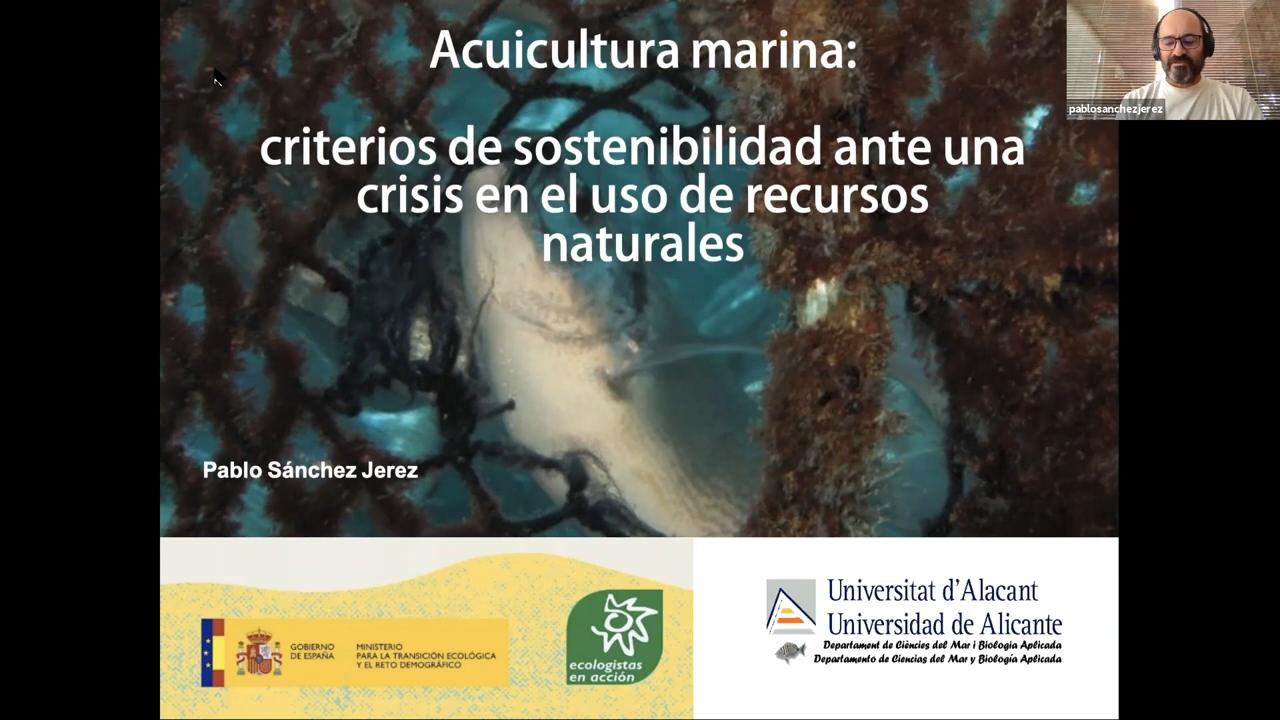 Acuicultura marina:
criterios de sostenibilidad ante una
crisis en el uso de recursos
naturales
pablosanchezjerez
Pablo Sánchez Jerez
GOBIERNO
DE ESPAÑA
MINISTERIO
PARA LA TRANSICIÓN ECOLÓGICA
Y EL RETO DEMOGRÁFICO
ecologistas
en acción
Universitat d'Alacant
Universidad de Alicante
Departament de Ciències del Mar i Biologia Aplicada
Departamento de Ciencias del Mar y Biología Aplicada